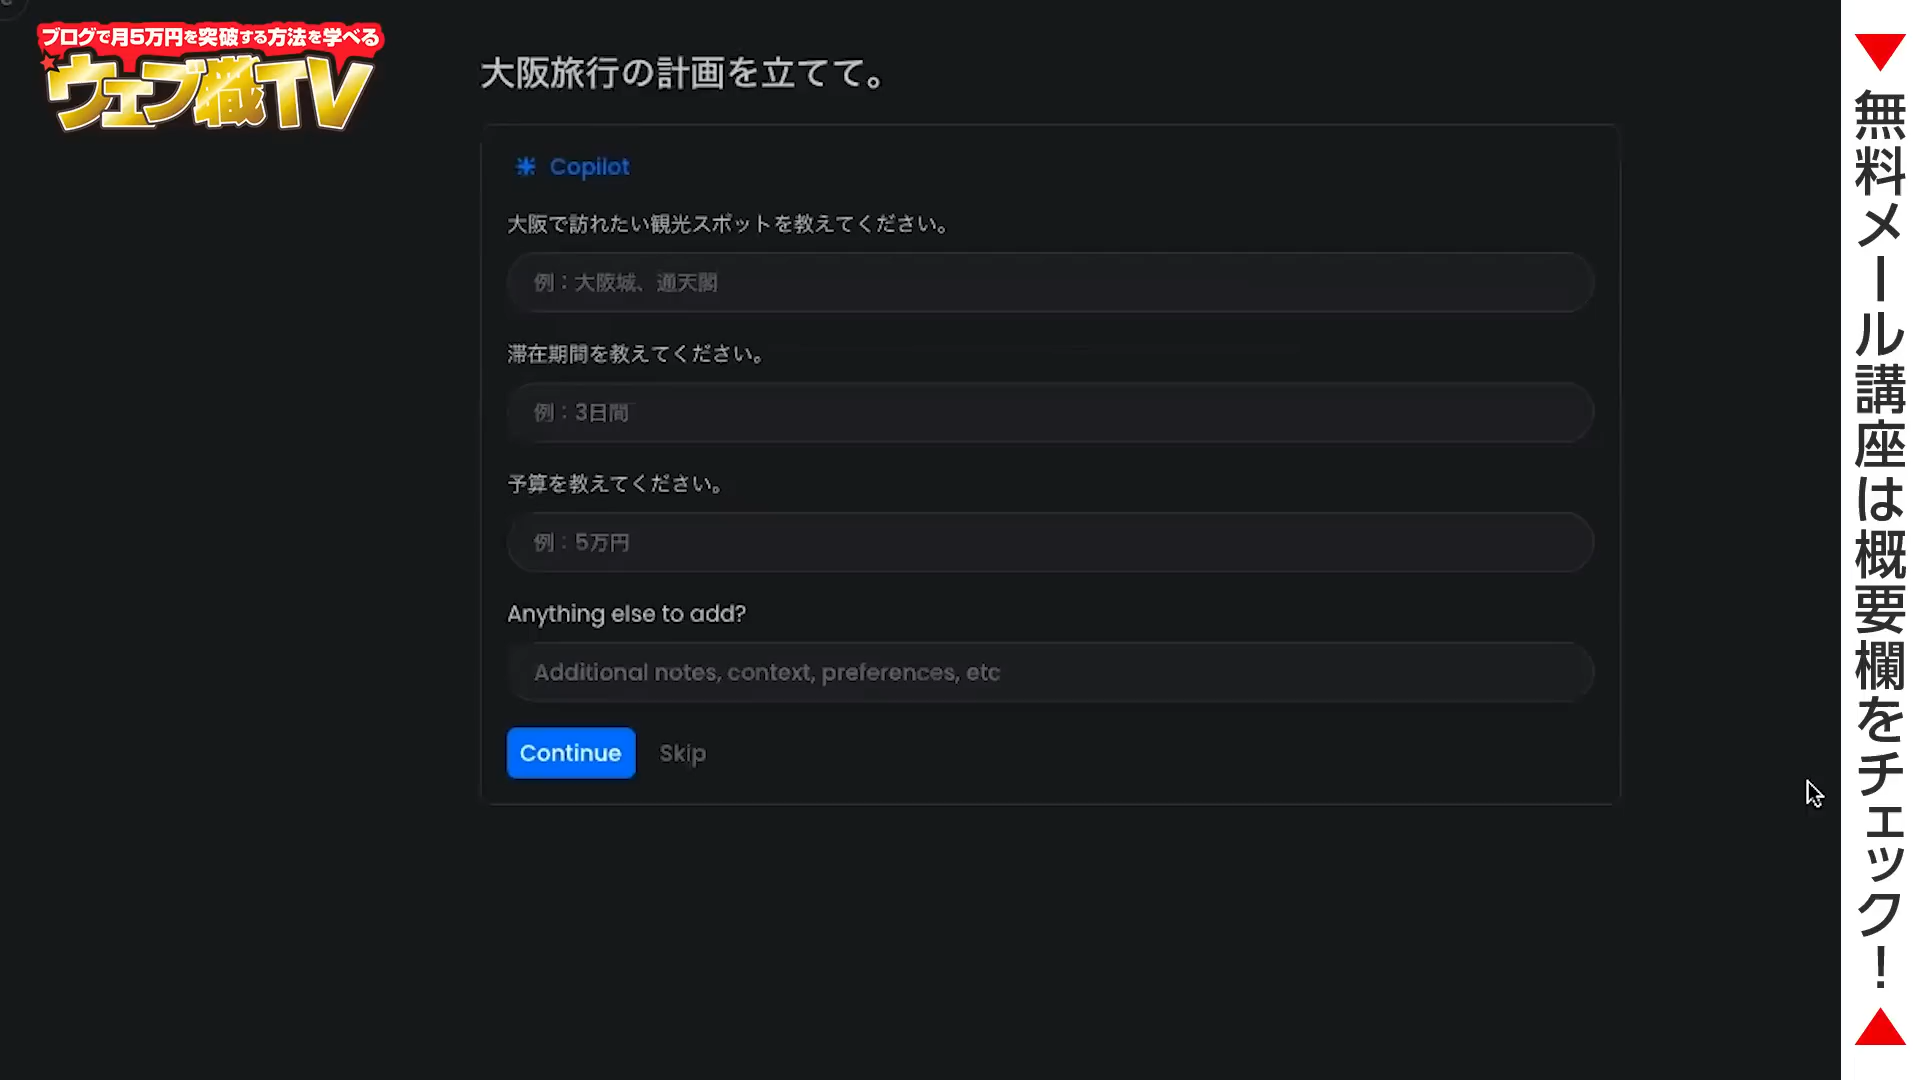 ブログで月5万円を突破する方法を学べる
ウェブ職TV
大阪旅行の計画を立てて。
Copilot
大阪で訪れたい観光スポットを教えてください。
例：大阪城、通天閣
滞在期間を教えてください。
例：3日間
予算を教えてください。
例：5万円
Anything else to add?
Additional notes, context, preferences, etc
Continue
Skip
▼無料メール講座は概要欄をチェック！▲